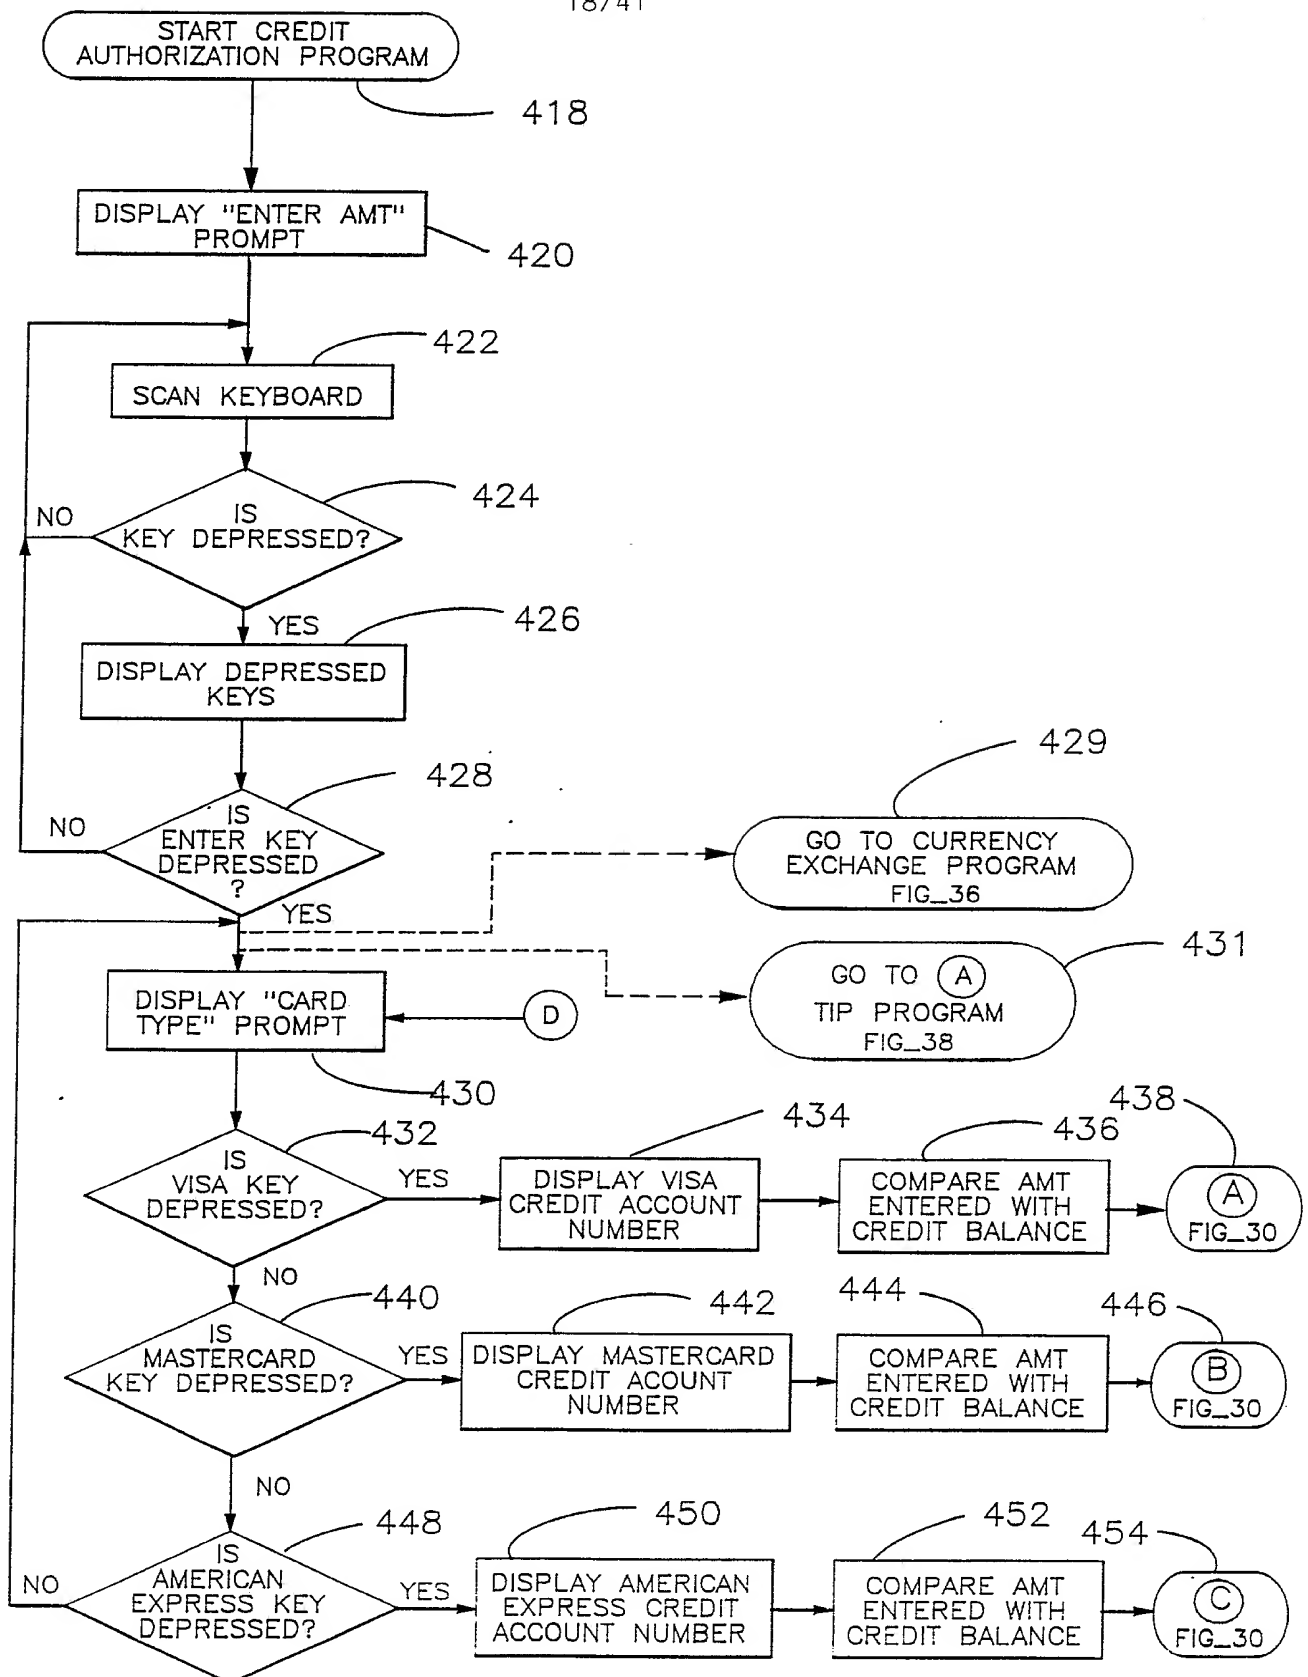 18/41
START CREDIT
AUTHORIZATION PROGRAM
418
DISPLAY "ENTER AMT"
PROMPT
420
422
SCAN KEYBOARD
424
NO
IS
KEY DEPRESSED?
YES
426
DISPLAY DEPRESSED
KEYS
428
NO
IS
ENTER KEY
DEPRESSED
?
YES
429
GO TO CURRENCY
EXCHANGE PROGRAM
FIG_36
431
GO TO A
TIP PROGRAM
FIG_38
DISPLAY "CARD
TYPE" PROMPT
D
430
432
IS
VISA KEY
DEPRESSED?
YES
434
DISPLAY VISA
CREDIT ACCOUNT
NUMBER
436
COMPARE AMT
ENTERED WITH
CREDIT BALANCE
438
A
FIG_30
NO
440
IS
MASTERCARD
KEY DEPRESSED?
YES
442
DISPLAY MASTERCARD
CREDIT ACOUNT
NUMBER
444
COMPARE AMT
ENTERED WITH
CREDIT BALANCE
446
B
FIG_30
NO
448
NO
IS
AMERICAN
EXPRESS KEY
DEPRESSED?
YES
450
DISPLAY AMERICAN
EXPRESS CREDIT
ACCOUNT NUMBER
452
COMPARE AMT
ENTERED WITH
CREDIT BALANCE
454
C
FIG_30